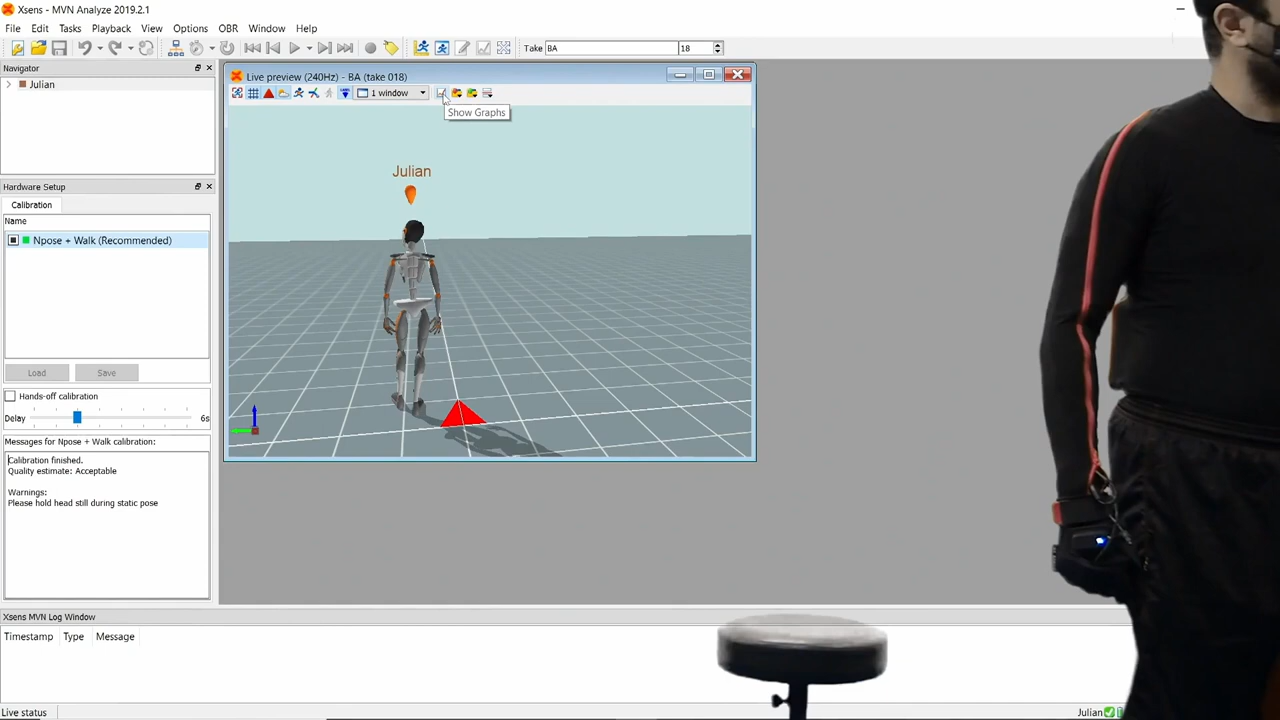 Xsens - MVN Analyze 2019.2.1
File Edit Tasks Playback View Options OBR Window Help
Take BA 18
Navigator
Julian
Live preview (240Hz) - BA (take 018)
1 window
Show Graphs
Julian
Hardware Setup
Calibration
Name
Npose + Walk (Recommended)
Load Save
Hands-off calibration
Delay 6s
Messages for Npose + Walk calibration:
Calibration finished.
Quality estimate: Acceptable
Warnings:
Please hold head still during static pose
Xsens MVN Log Window
Timestamp Type Message
Live status
Julian